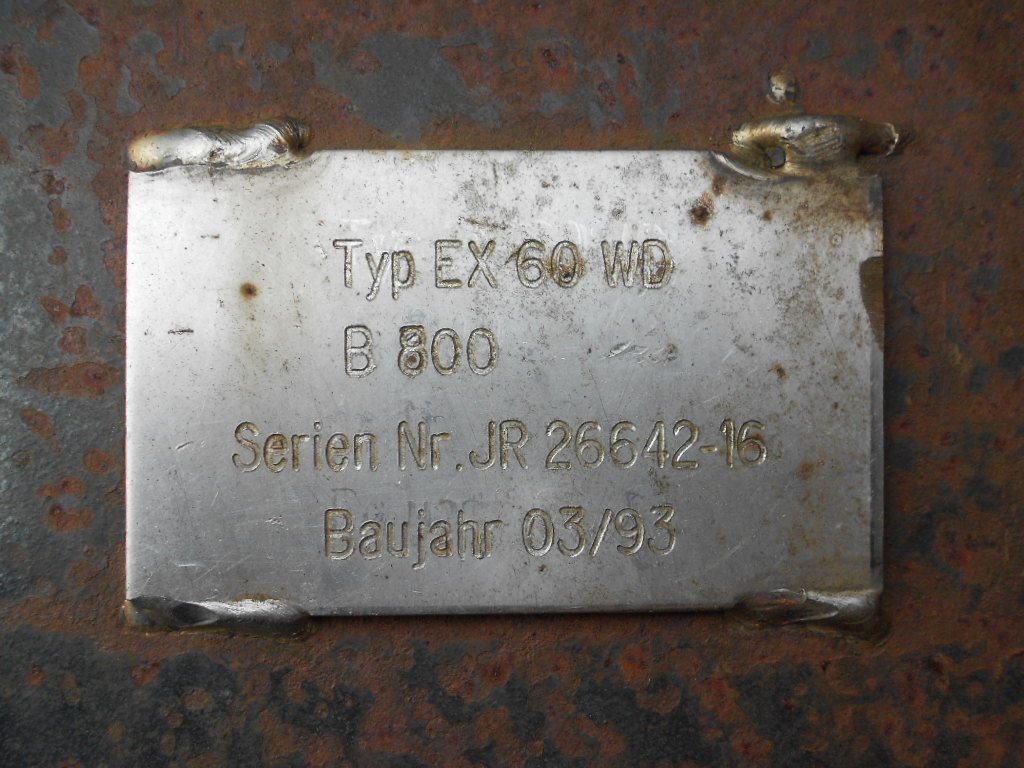 Typ EX 60 WD
B 800
Serien Nr. JR 26642-16
Baujahr 03/93